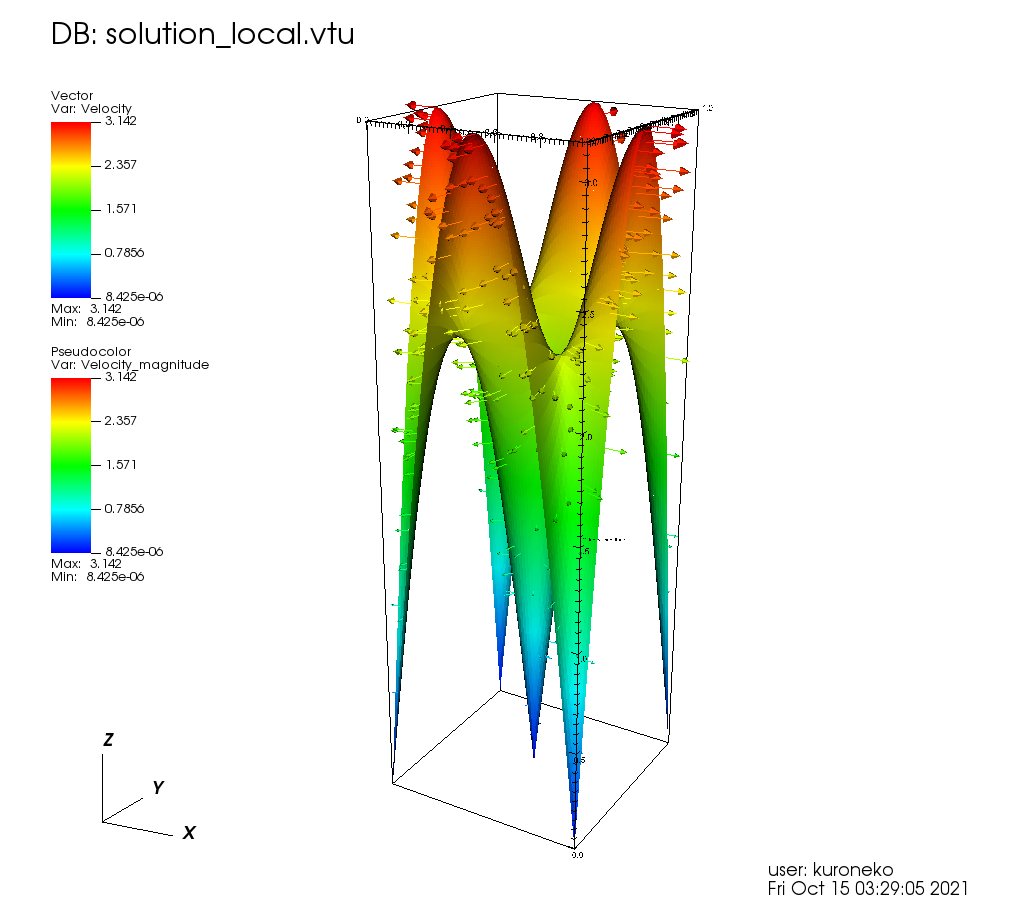 DB: solution_local.vtu
Vector
Var: Velocity
3.142
2.357
1.571
0.7856
8.425e-06
Max: 3.142
Min: 8.425e-06
Pseudocolor
Var: Velocity_magnitude
3.142
2.357
1.571
0.7856
8.425e-06
Max: 3.142
Min: 8.425e-06
0.0
Z
Y
X
user: kuroneko
Fri Oct 15 03:29:05 2021